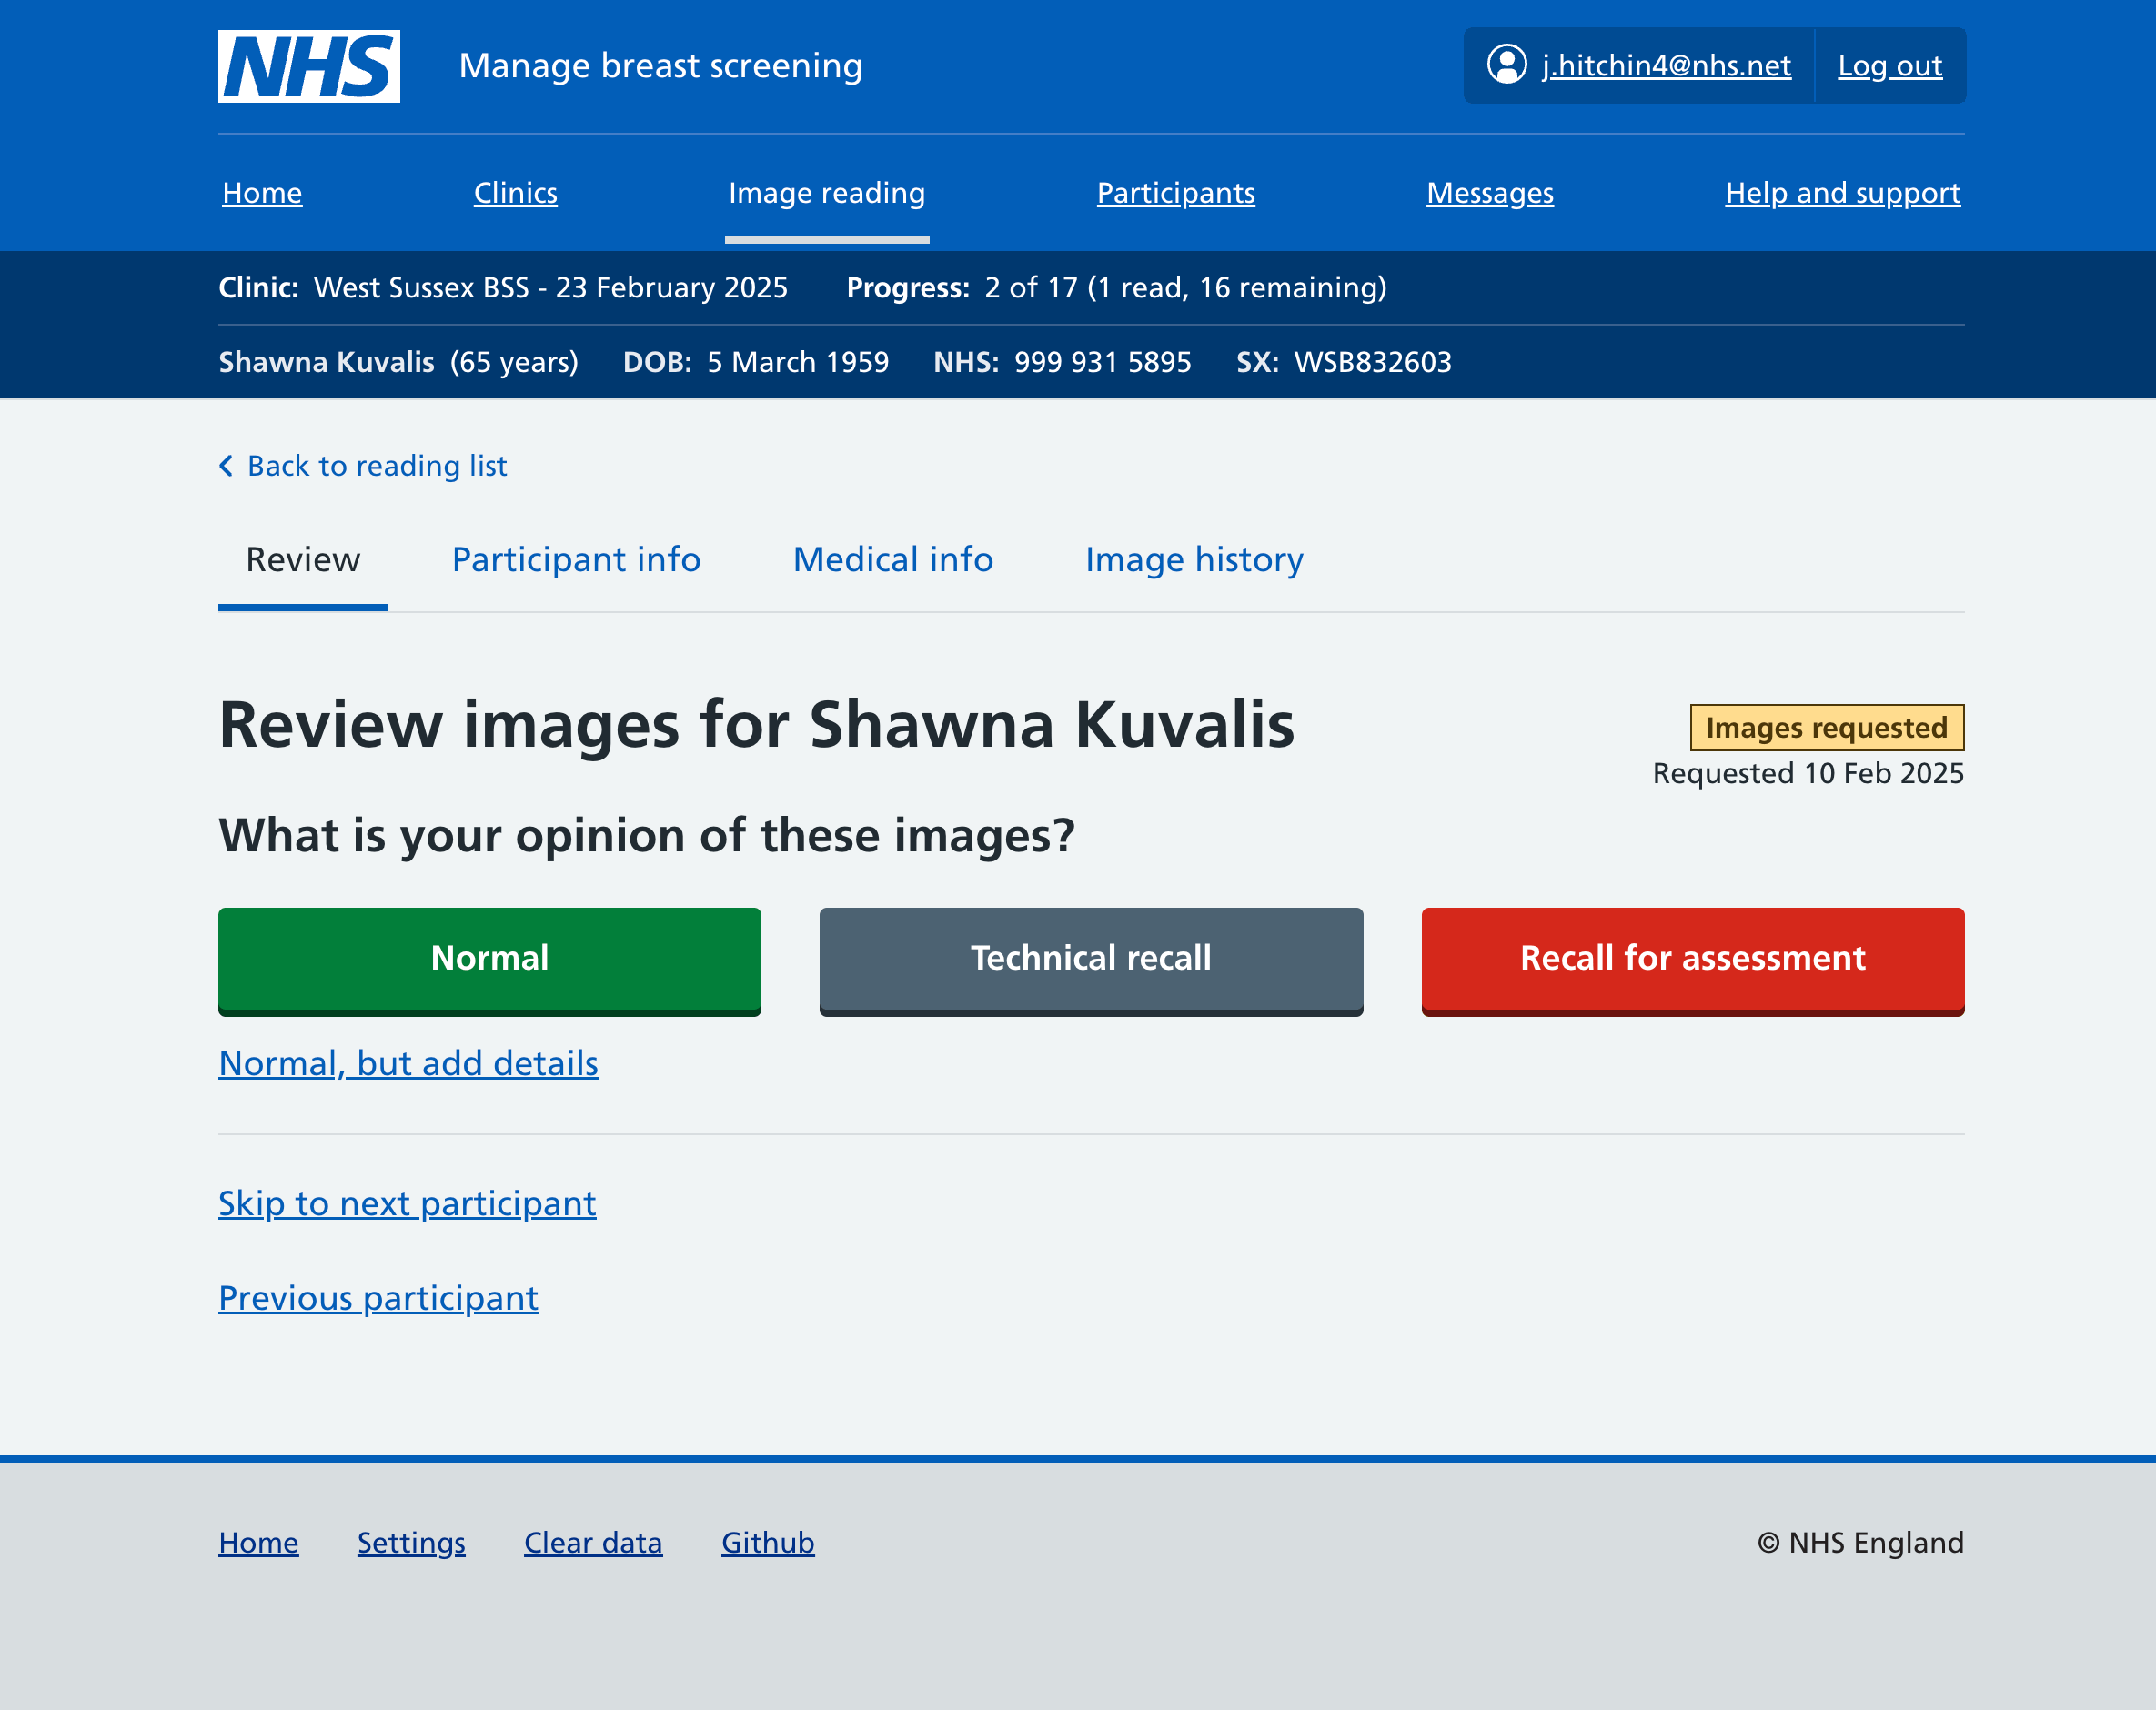 NHS Manage breast screening j.hitchin4@nhs.net Log out
Home Clinics Image reading Participants Messages Help and support
Clinic: West Sussex BSS - 23 February 2025 Progress: 2 of 17 (1 read, 16 remaining)
Shawna Kuvalis (65 years) DOB: 5 March 1959 NHS: 999 931 5895 SX: WSB832603
Back to reading list
Review Participant info Medical info Image history
Review images for Shawna Kuvalis
Images requested
Requested 10 Feb 2025
What is your opinion of these images?
Normal Technical recall Recall for assessment
Normal, but add details
Skip to next participant
Previous participant
Home Settings Clear data Github © NHS England